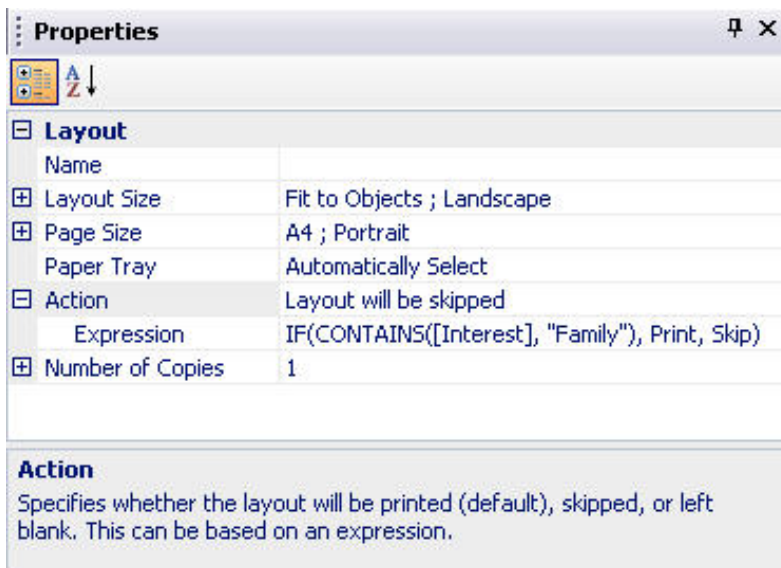 Properties
A
Z
Layout
Name
Layout Size Fit to Objects ; Landscape
Page Size A4 ; Portrait
Paper Tray Automatically Select
Action Layout will be skipped
Expression IF(CONTAINS([Interest], "Family"), Print, Skip)
Number of Copies 1
Action
Specifies whether the layout will be printed (default), skipped, or left
blank. This can be based on an expression.